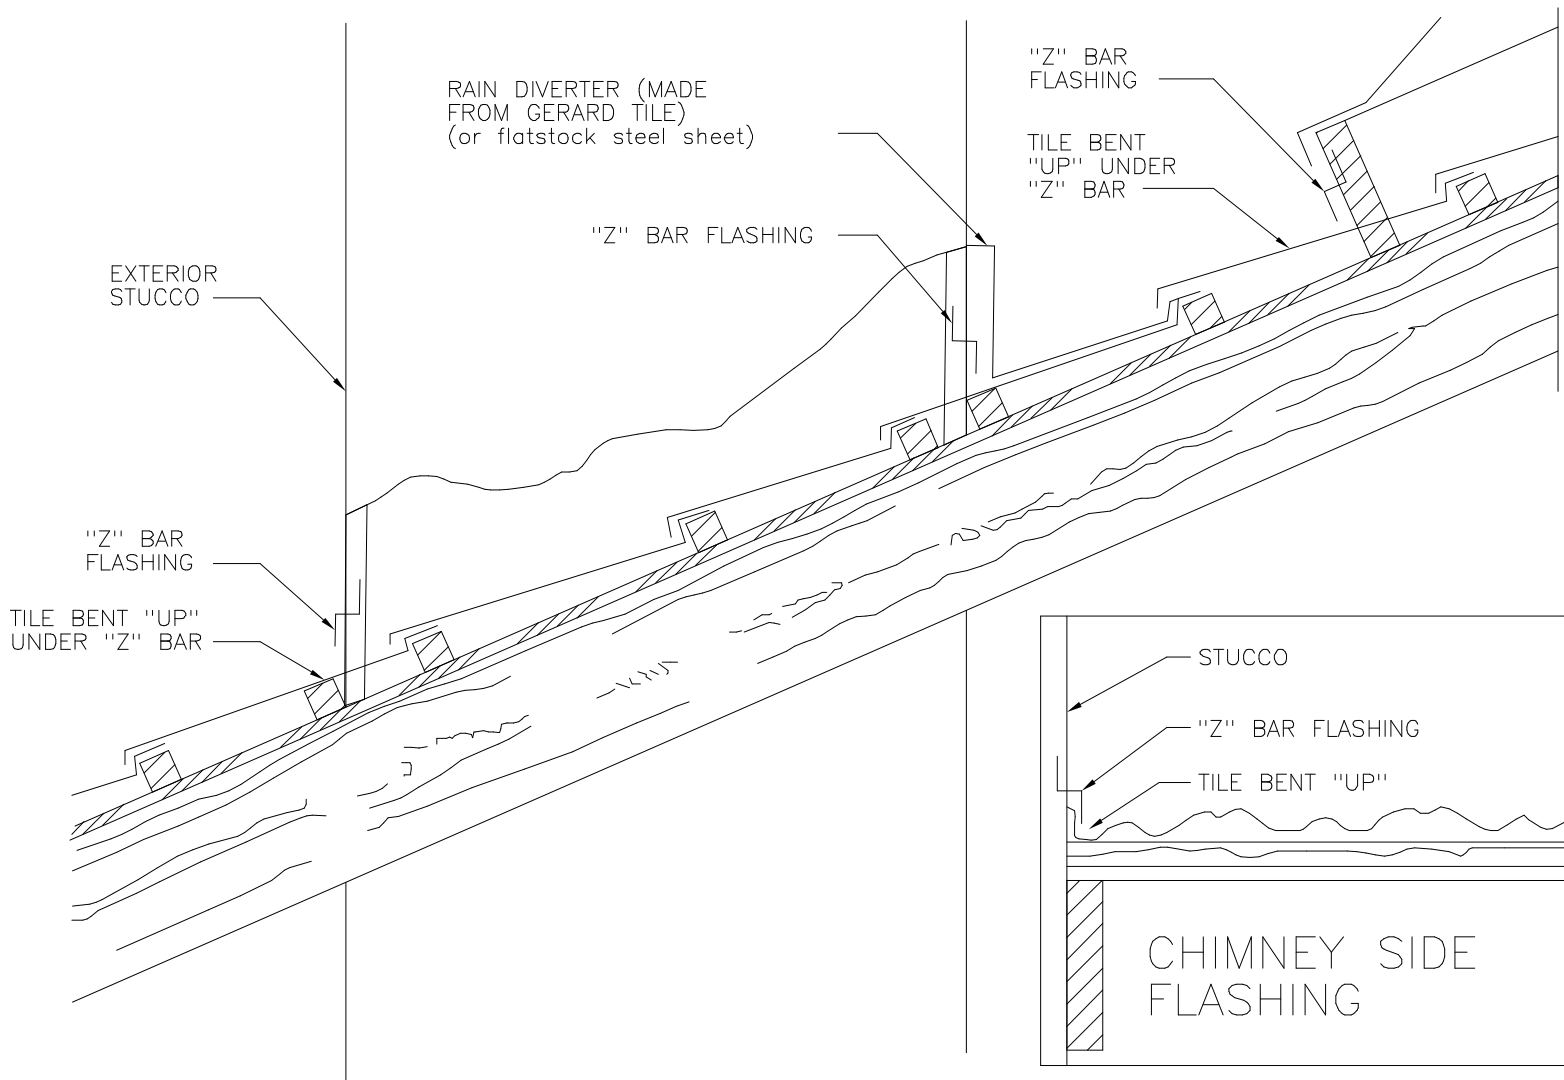 "Z" BAR
FLASHING
RAIN DIVERTER (MADE
FROM GERARD TILE)
(or flatstock steel sheet)
TILE BENT
"UP" UNDER
"Z" BAR
"Z" BAR FLASHING
EXTERIOR
STUCCO
"Z" BAR
FLASHING
TILE BENT "UP"
UNDER "Z" BAR
STUCCO
"Z" BAR FLASHING
TILE BENT "UP"
CHIMNEY SIDE
FLASHING